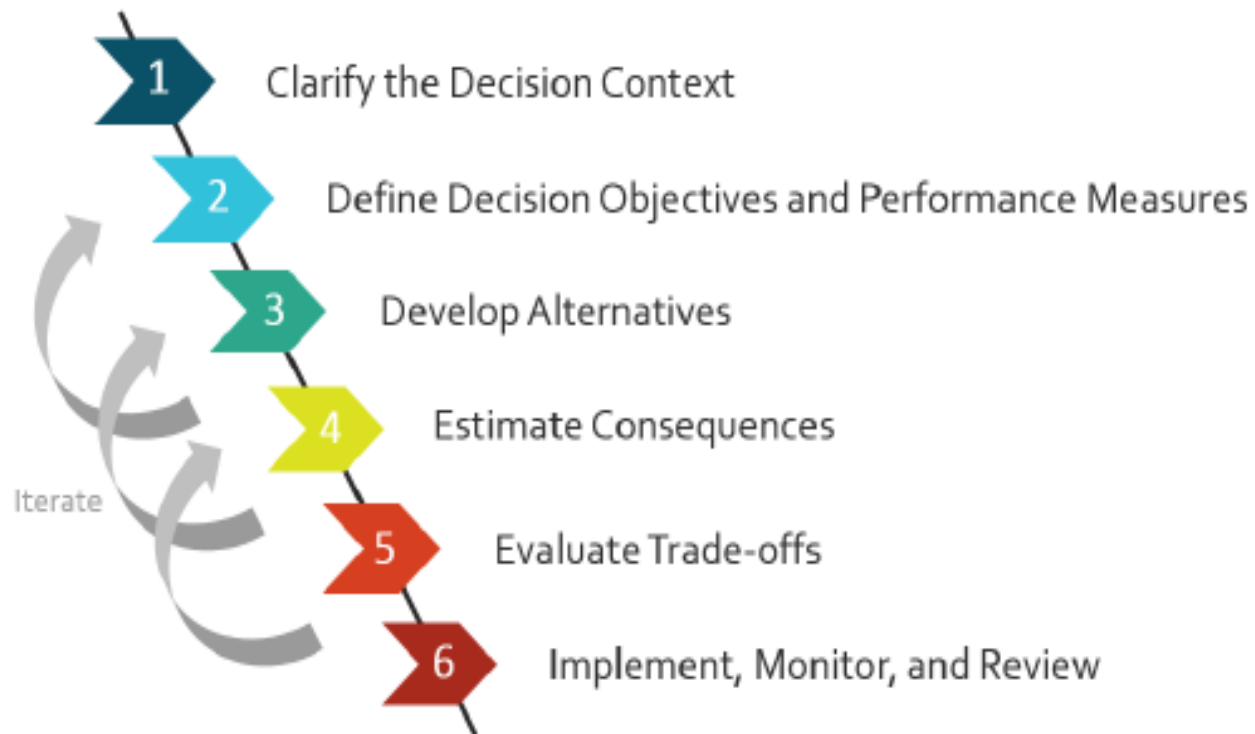 1 Clarify the Decision Context
2 Define Decision Objectives and Performance Measures
3 Develop Alternatives
4 Estimate Consequences
Iterate
5 Evaluate Trade-offs
6 Implement, Monitor, and Review